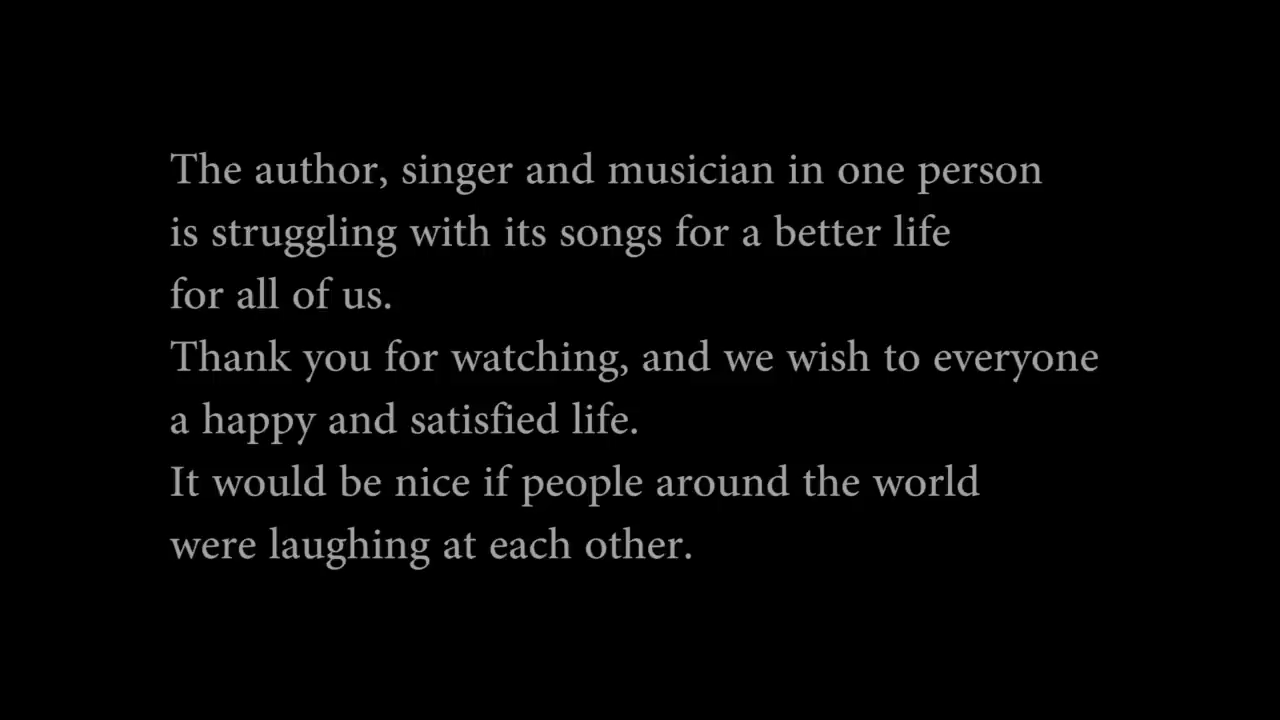 The author, singer and musician in one person
is struggling with its songs for a better life
for all of us.
Thank you for watching, and we wish to everyone
a happy and satisfied life.
It would be nice if people around the world
were laughing at each other.